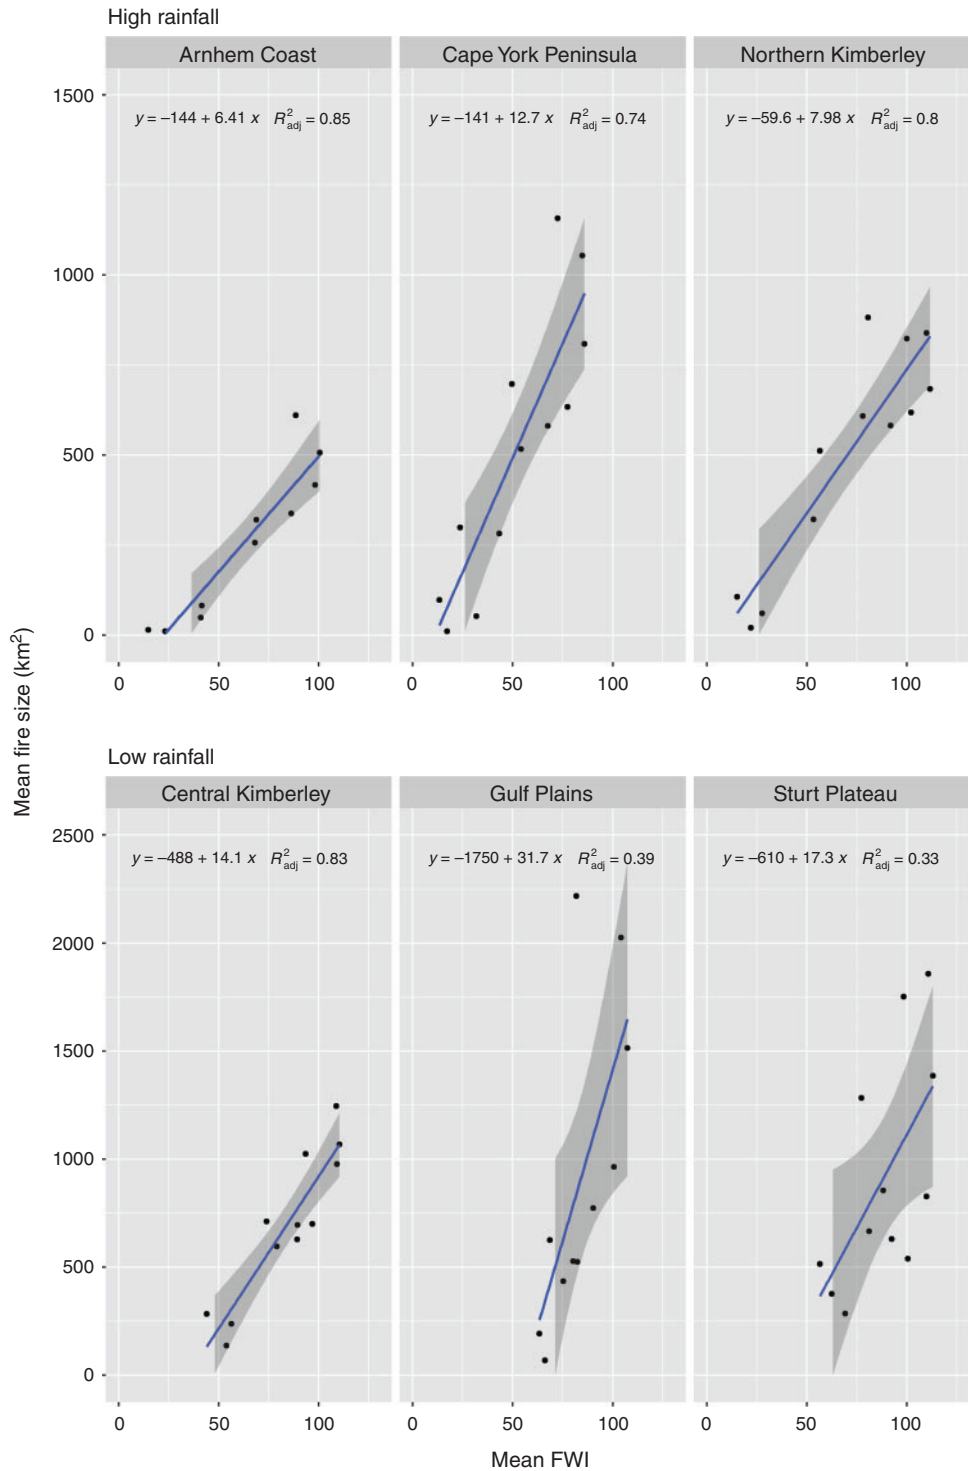 High rainfall
Arnhem Coast
Cape York Peninsula
Northern Kimberley
y = –144 + 6.41 x R²adj = 0.85
y = –141 + 12.7 x R²adj = 0.74
y = –59.6 + 7.98 x R²adj = 0.8
1500
1000
500
0
0 50 100
0 50 100
0 50 100
Mean fire size (km²)
Low rainfall
Central Kimberley
Gulf Plains
Sturt Plateau
y = –488 + 14.1 x R²adj = 0.83
y = –1750 + 31.7 x R²adj = 0.39
y = –610 + 17.3 x R²adj = 0.33
2500
2000
1500
1000
500
0
0 50 100
0 50 100
0 50 100
Mean FWI